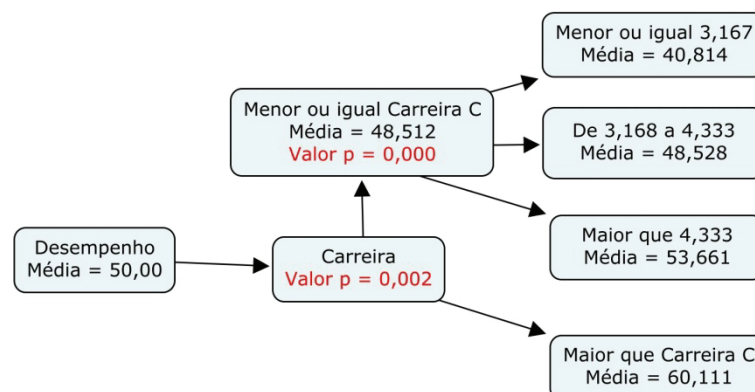 Menor ou igual 3,167
Média = 40,814
Menor ou igual Carreira C
Média = 48,512
Valor p = 0,000
De 3,168 a 4,333
Média = 48,528
Desempenho
Média = 50,00
Carreira
Valor p = 0,002
Maior que 4,333
Média = 53,661
Maior que Carreira C
Média = 60,111